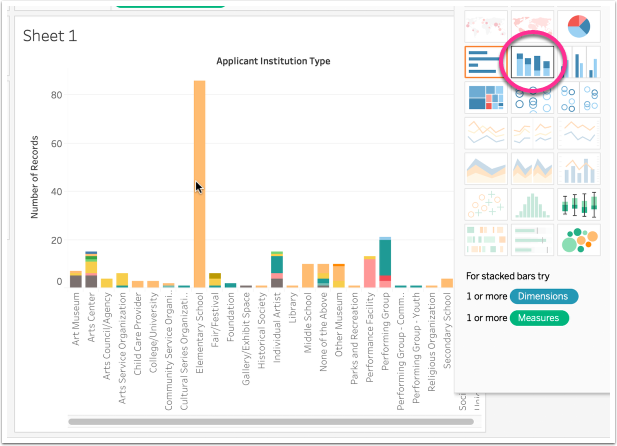 Sheet 1
Applicant Institution Type
Number of Records
80
60
40
20
0
Art Museum
Arts Center
Arts Council/Agency
Arts Service Organization
Child Care Provider
College/University
Community Service Organi...
Cultural Series Organizati...
Elementary School
Fair/Festival
Foundation
Gallery/Exhibit Space
Historical Society
Individual Artist
Library
Middle School
None of the Above
Other Museum
Parks and Recreation
Performance Facility
Performing Group
Performing Group - Comm...
Performing Group - Youth
Religious Organization
Secondary School
For stacked bars try
1 or more Dimensions
1 or more Measures